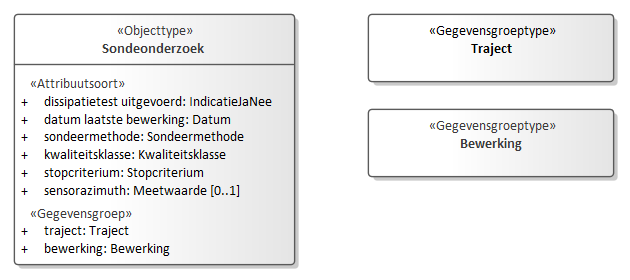 «Objecttype»
Sondeonderzoek
«Attribuutsoort»
+ dissipatietest uitgevoerd: IndicatieJaNee
+ datum laatste bewerking: Datum
+ sondeermethode: Sondeermethode
+ kwaliteitsklasse: Kwaliteitsklasse
+ stopcriterium: Stopcriterium
+ sensorazimuth: Meetwaarde [0..1]
«Gegevensgroep»
+ traject: Traject
+ bewerking: Bewerking
«Gegevensgroeptype»
Traject
«Gegevensgroeptype»
Bewerking